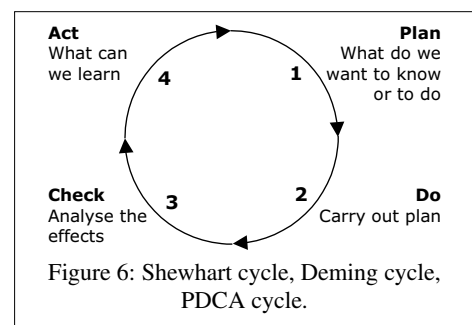 Act
What can
we learn
Plan
What do we
want to know
or to do
4
1
3
2
Check
Analyse the
effects
Do
Carry out plan
Figure 6: Shewhart cycle, Deming cycle,
PDCA cycle.